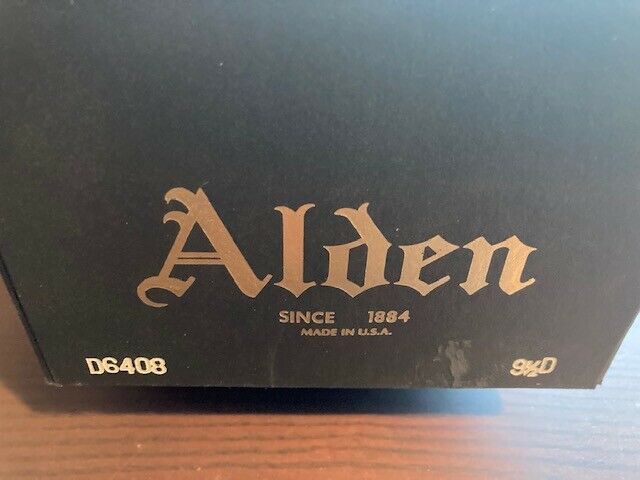 Alden
SINCE 1884
MADE IN U.S.A.
D6408 9½D